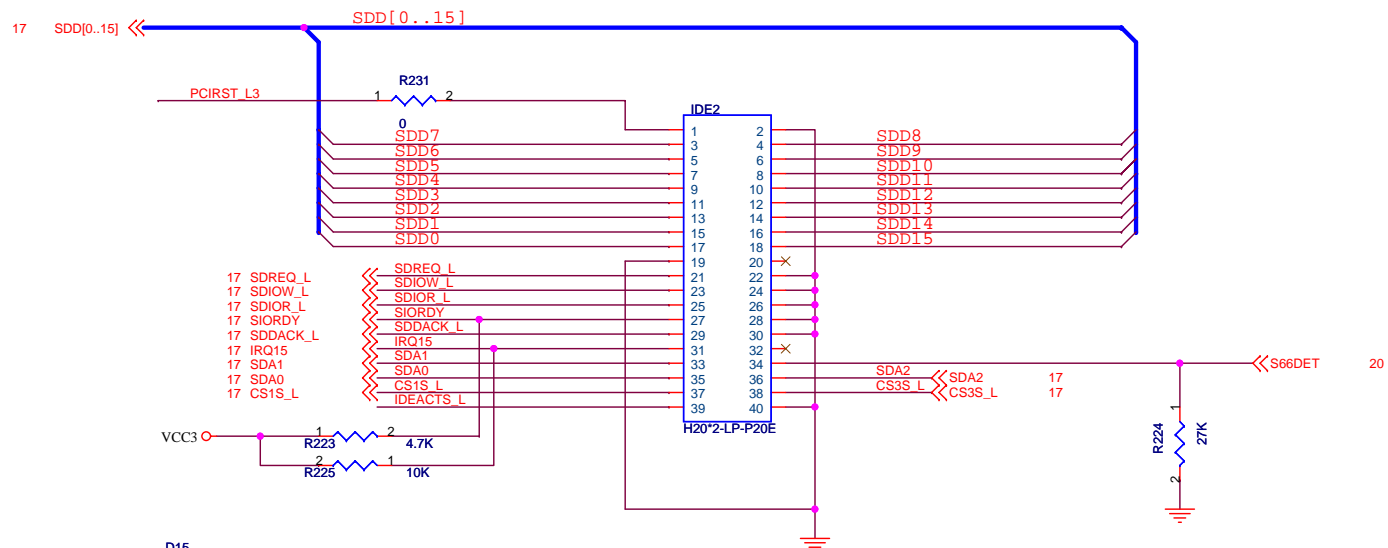 SDD[0..15]
17 SDD[0..15]
R231
PCIRST_L3 1 2
0
IDE2
1 2
SDD7 3 4 SDD8
SDD6 5 6 SDD9
SDD5 7 8 SDD10
SDD4 9 10 SDD11
SDD3 11 12 SDD12
SDD2 13 14 SDD13
SDD1 15 16 SDD14
SDD0 17 18 SDD15
19 20
17 SDREQ_L SDREQ_L 21 22
17 SDIOW_L SDIOW_L 23 24
17 SDIOR_L SDIOR_L 25 26
17 SIORDY SIORDY 27 28
17 SDDACK_L SDDACK_L 29 30
17 IRQ15 IRQ15 31 32
17 SDA1 SDA1 33 34 S66DET 20
17 SDA0 SDA0 35 36 SDA2 SDA2 17
17 CS1S_L CS1S_L 37 38 CS3S_L CS3S_L 17
IDEACTS_L 39 40
H20*2-LP-P20E
VCC3 1 R223 2 4.7K
2 R225 1 10K
1 R224 27K 2
D15